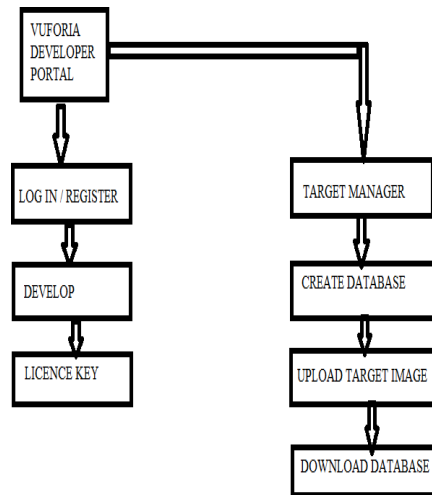 VUFORIA
DEVELOPER
PORTAL
LOG IN / REGISTER
DEVELOP
LICENCE KEY
TARGET MANAGER
CREATE DATABASE
UPLOAD TARGET IMAGE
DOWNLOAD DATABASE